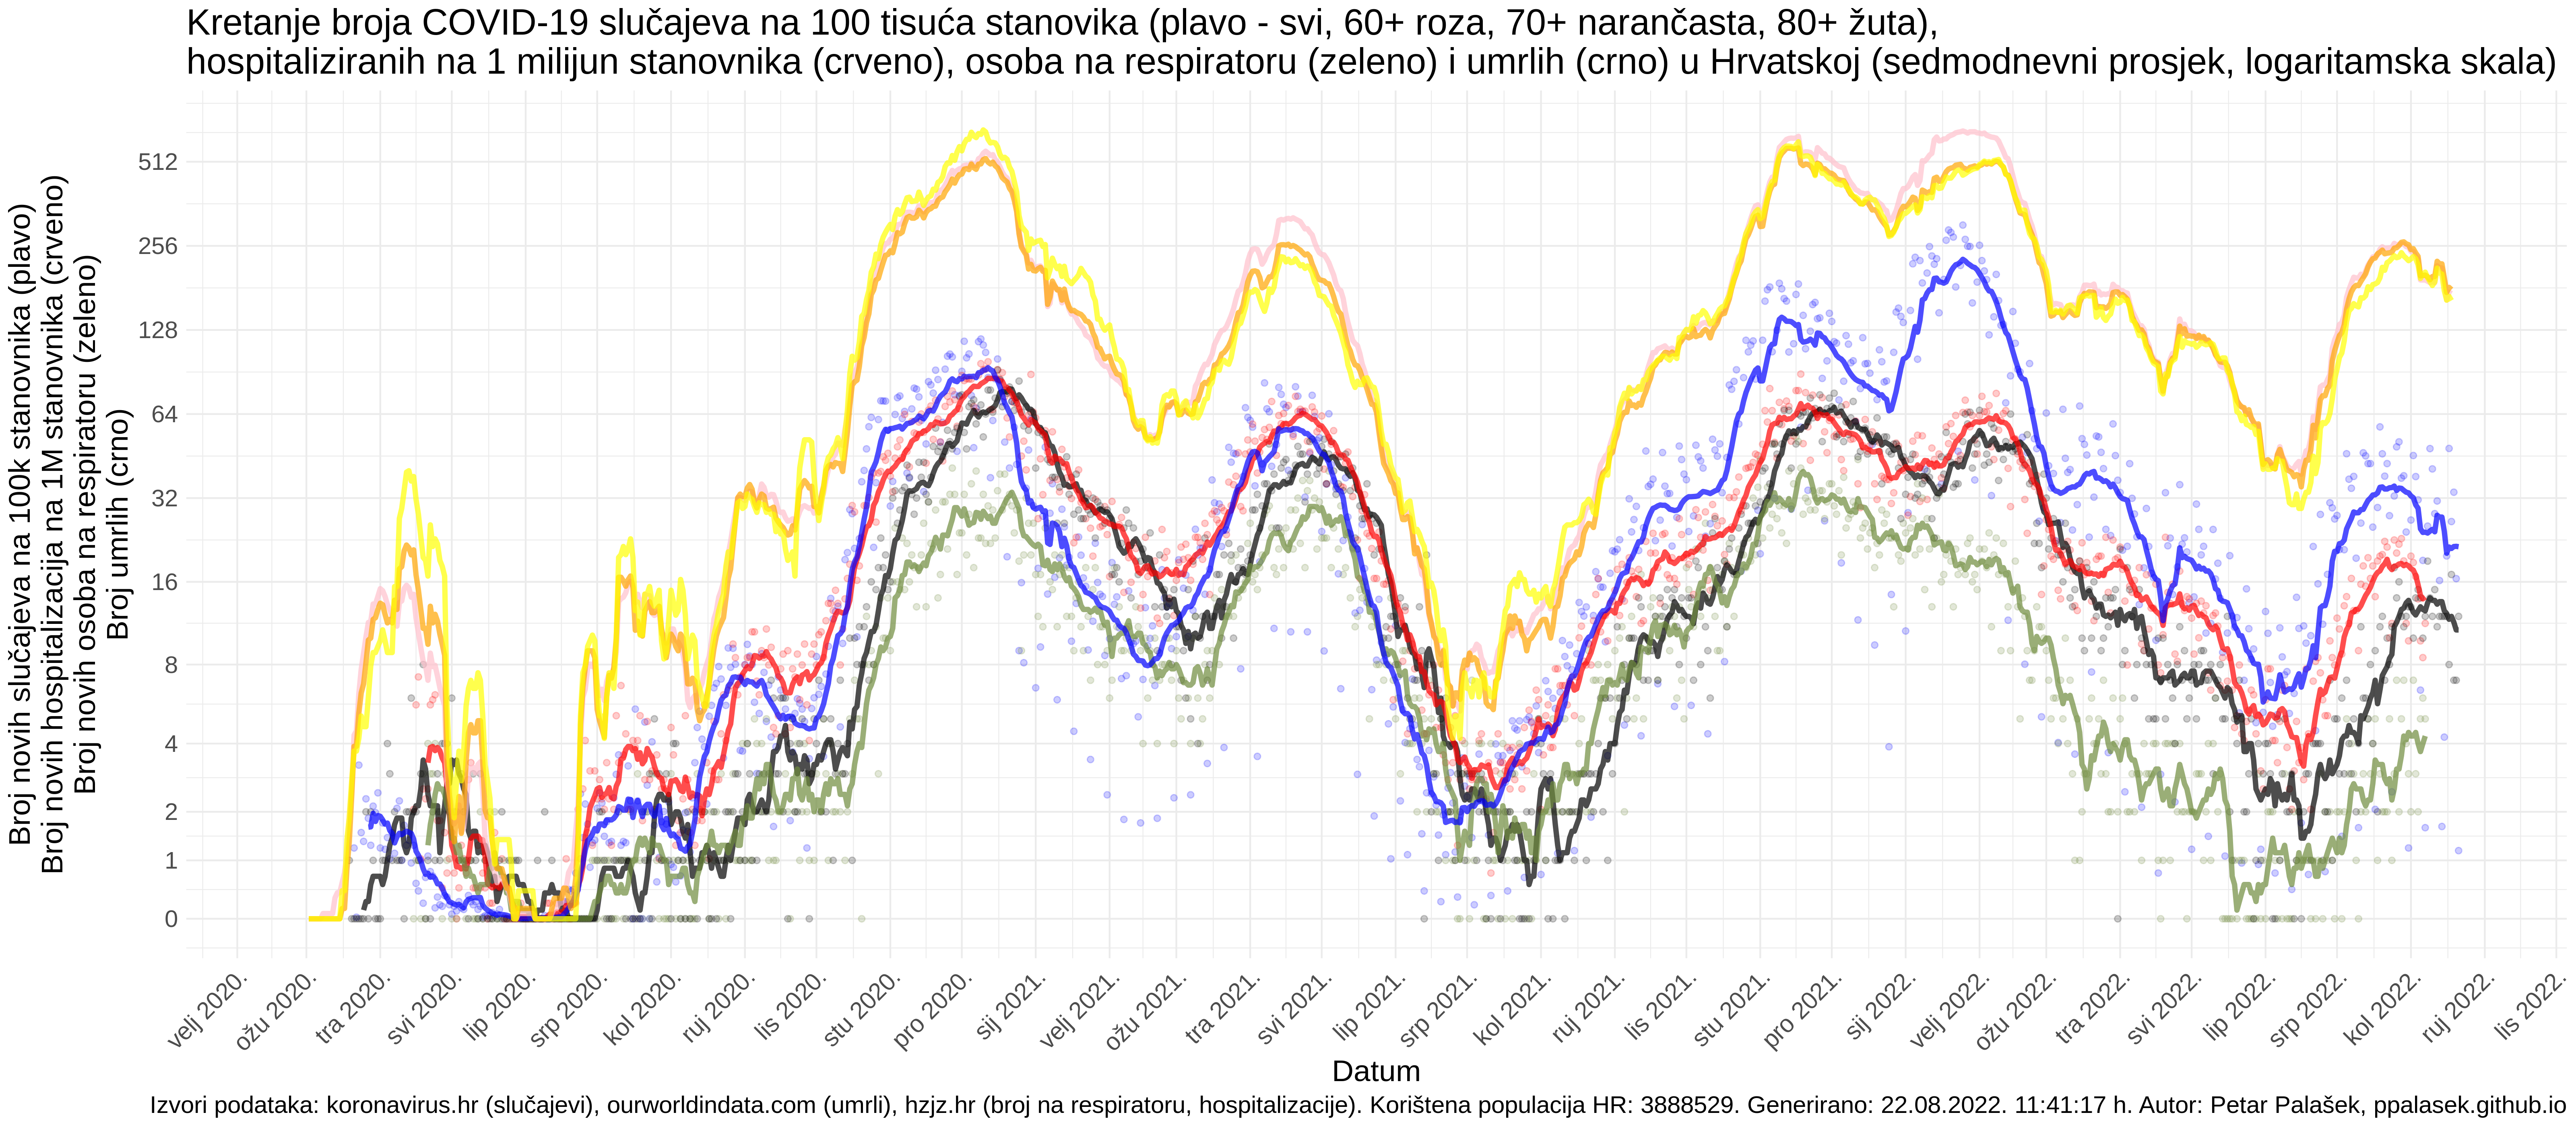 Kretanje broja COVID-19 slučajeva na 100 tisuća stanovika (plavo - svi, 60+ roza, 70+ narančasta, 80+ žuta),
hospitaliziranih na 1 milijun stanovnika (crveno), osoba na respiratoru (zeleno) i umrlih (crno) u Hrvatskoj (sedmodnevni prosjek, logaritamska skala)
Broj novih slučajeva na 100k stanovnika (plavo)
Broj novih hospitalizacija na 1M stanovnika (crveno)
Broj novih osoba na respiratoru (zeleno)
Broj umrlih (crno)
512
256
128
64
32
16
8
4
2
1
0
velj 2020.
ožu 2020.
tra 2020.
svi 2020.
lip 2020.
srp 2020.
kol 2020.
ruj 2020.
lis 2020.
stu 2020.
pro 2020.
sij 2021.
velj 2021.
ožu 2021.
tra 2021.
svi 2021.
lip 2021.
srp 2021.
kol 2021.
ruj 2021.
lis 2021.
stu 2021.
pro 2021.
sij 2022.
velj 2022.
ožu 2022.
tra 2022.
svi 2022.
lip 2022.
srp 2022.
kol 2022.
ruj 2022.
lis 2022.
Datum
Izvori podataka: koronavirus.hr (slučajevi), ourworldindata.com (umrli), hzjz.hr (broj na respiratoru, hospitalizacije). Korištena populacija HR: 3888529. Generirano: 22.08.2022. 11:41:17 h. Autor: Petar Palašek, ppalasek.github.io